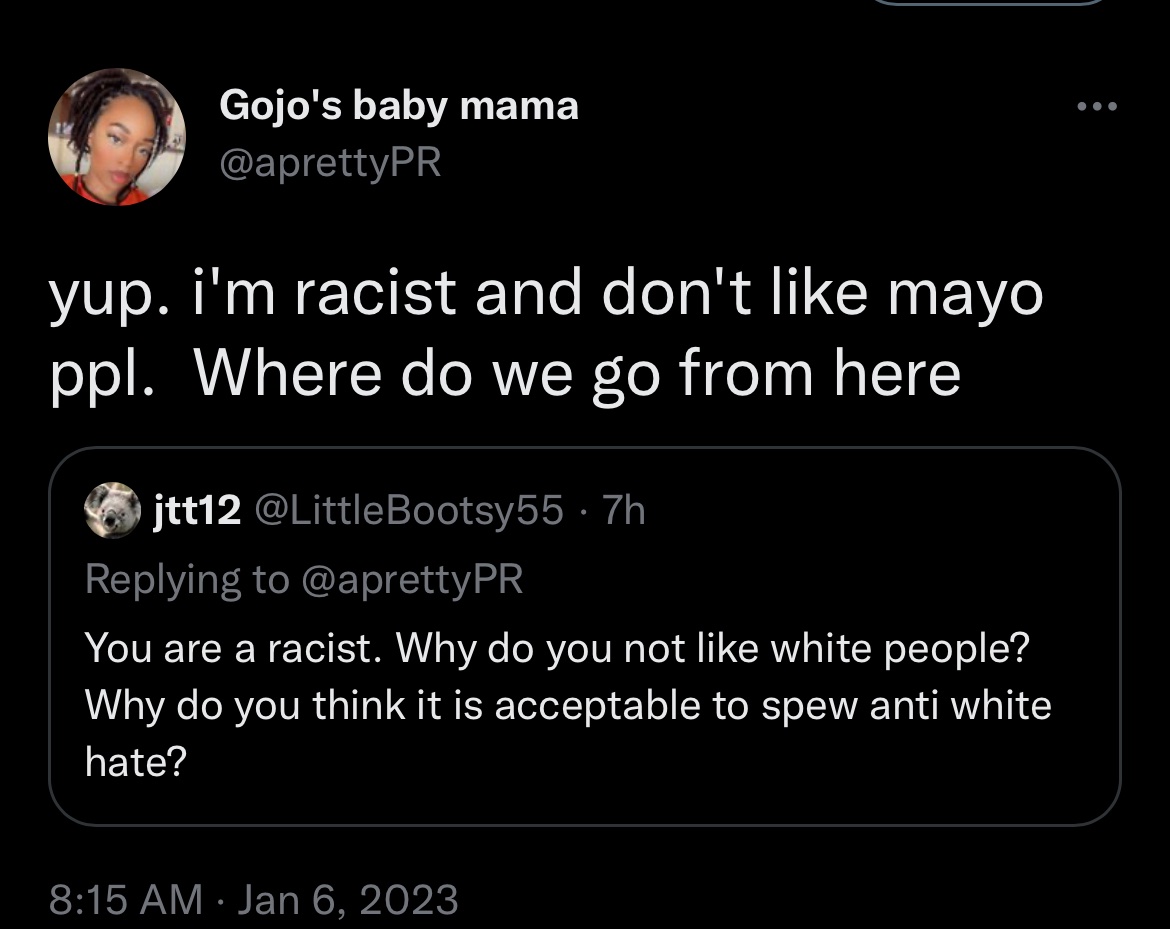 Gojo's baby mama
@aprettyPR
yup. i'm racist and don't like mayo
ppl.  Where do we go from here
jtt12 @LittleBootsy55 · 7h
Replying to @aprettyPR
You are a racist. Why do you not like white people?
Why do you think it is acceptable to spew anti white
hate?
8:15 AM · Jan 6, 2023